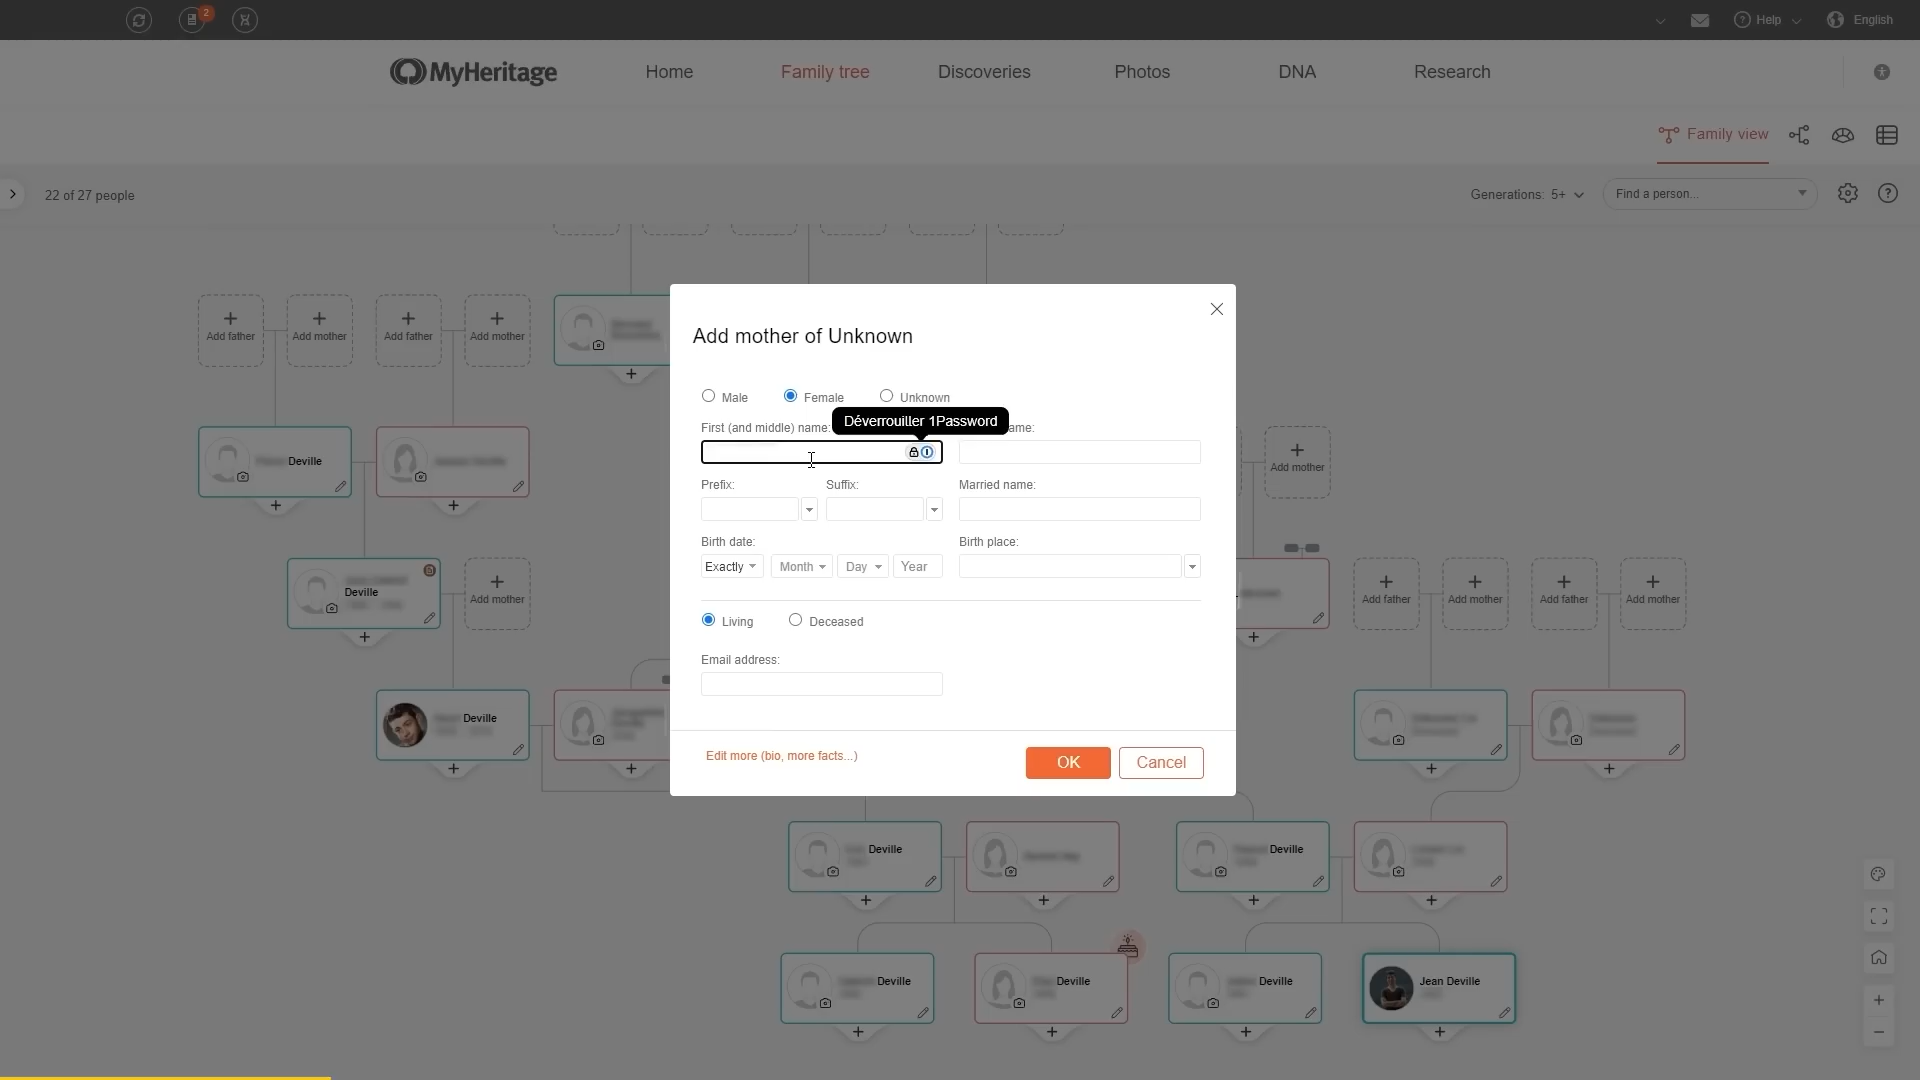 2
Help
English
MyHeritage
Home
Family tree
Discoveries
Photos
DNA
Research
Family view
22 of 27 people
Generations: 5+
Find a person...
Add father
Add mother
Add father
Add mother
Add mother of Unknown
Male
Female
Unknown
Déverrouiller 1Password
First (and middle) name:
ame:
Prefix:
Suffix:
Married name:
Birth date:
Birth place:
Exactly
Month
Day
Year
Living
Deceased
Email address:
Edit more (bio, more facts...)
OK
Cancel
Deville
Add mother
Deville
Add mother
Add father
Add mother
Add father
Add mother
Deville
Deville
Deville
Deville
Deville
Deville
Jean Deville